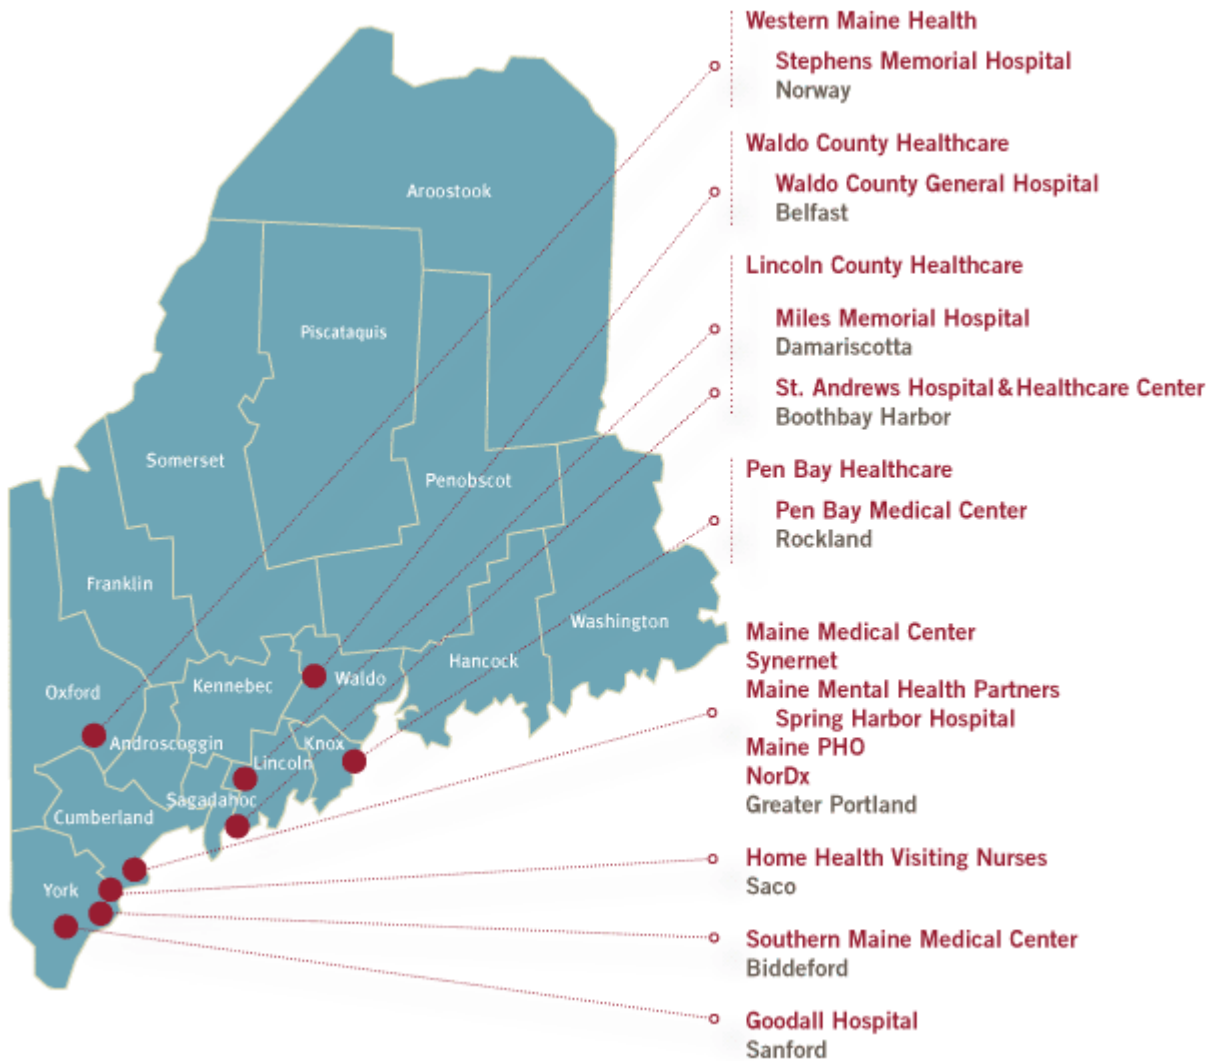 Western Maine Health
Stephens Memorial Hospital
Norway
Waldo County Healthcare
Waldo County General Hospital
Belfast
Lincoln County Healthcare
Miles Memorial Hospital
Damariscotta
St. Andrews Hospital & Healthcare Center
Boothbay Harbor
Pen Bay Healthcare
Pen Bay Medical Center
Rockland
Maine Medical Center
Synernet
Maine Mental Health Partners
Spring Harbor Hospital
Maine PHO
NorDx
Greater Portland
Home Health Visiting Nurses
Saco
Southern Maine Medical Center
Biddeford
Goodall Hospital
Sanford
Aroostook
Piscataquis
Somerset
Penobscot
Franklin
Washington
Hancock
Oxford
Kennebec
Waldo
Androscoggin
Knox
Lincoln
Sagadahoc
Cumberland
York